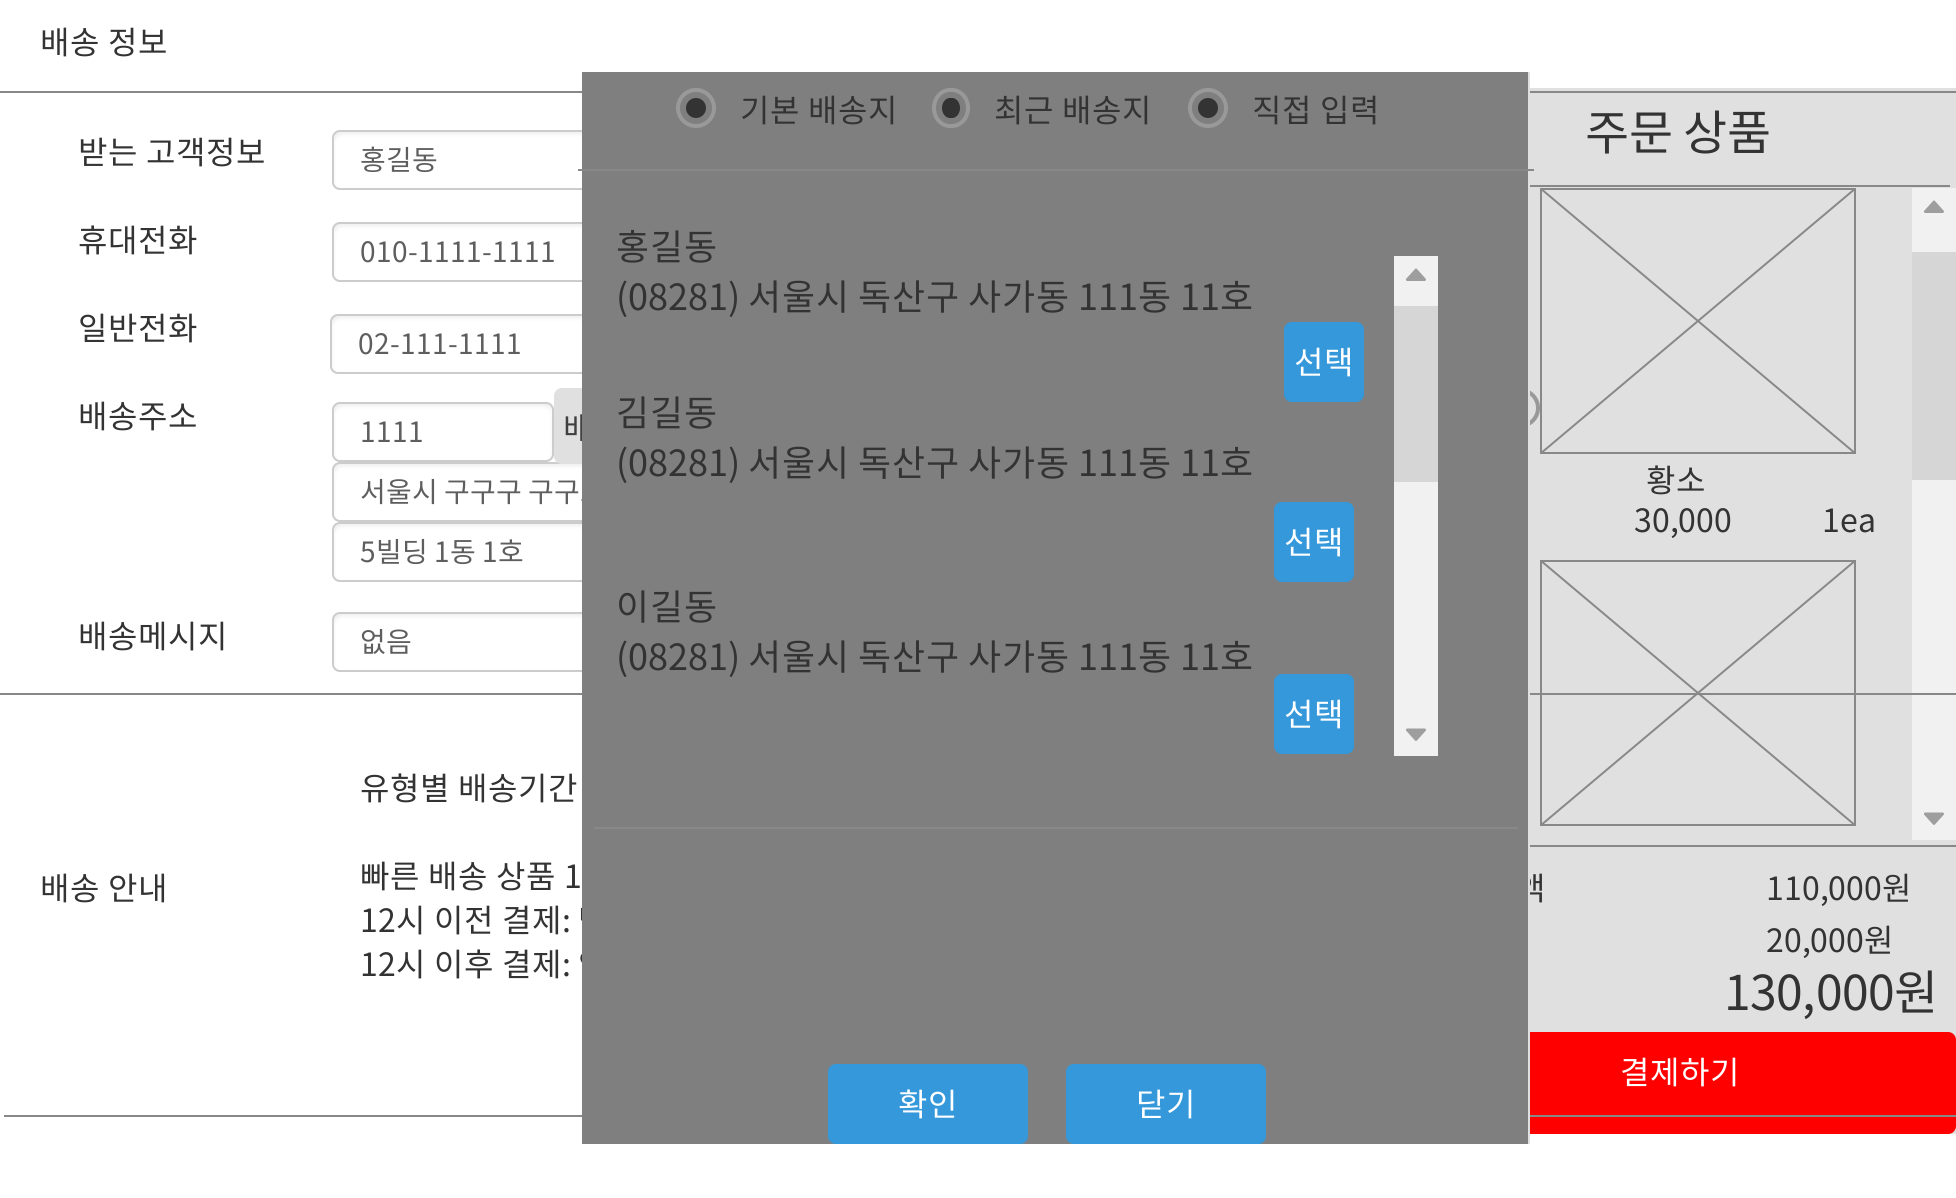 배송 정보
받는 고객정보
홍길동
휴대전화
010-1111-1111
일반전화
02-111-1111
배송주소
1111
서울시 구구구 구구
5빌딩 1동 1호
배송메시지
없음
유형별 배송기간
배송 안내
빠른 배송 상품 1
12시 이전 결제:
12시 이후 결제:
기본 배송지 최근 배송지 직접 입력
홍길동
(08281) 서울시 독산구 사가동 111동 11호
선택
김길동
(08281) 서울시 독산구 사가동 111동 11호
선택
이길동
(08281) 서울시 독산구 사가동 111동 11호
선택
확인 닫기
주문 상품
황소
30,000 1ea
110,000원
20,000원
130,000원
결제하기